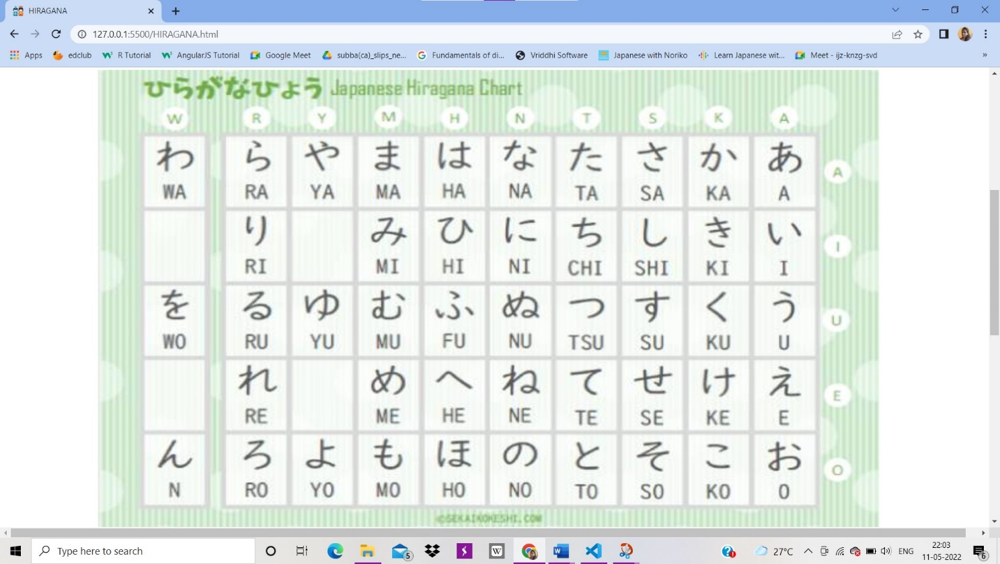 HIRAGANA
127.0.0.1:5500/HIRAGANA.html
Apps edclub R Tutorial AngularJS Tutorial Google Meet subba(ca)_slips_ne... Fundamentals of di... Vriddhi Software Japanese with Noriko Learn Japanese wit... Meet - ijz-knzg-svd »
ひらがなひょう Japanese Hiragana Chart
W R Y M H N T S K A
わ ら や ま は な た さ か あ A
WA RA YA MA HA NA TA SA KA A
り み ひ に ち し き い I
RI MI HI NI CHI SHI KI I
を る ゆ む ふ ぬ つ す く う U
WO RU YU MU FU NU TSU SU KU U
れ め へ ね て せ け え E
RE ME HE NE TE SE KE E
ん ろ よ も ほ の と そ こ お O
N RO YO MO HO NO TO SO KO O
©SEKAIKOKESHI.COM
Type here to search 5 27°C ENG 22:03
11-05-2022 6